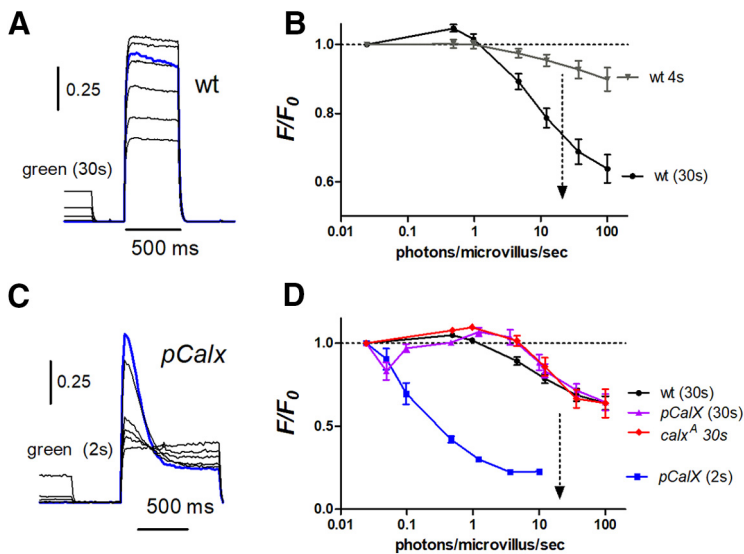 A
0.25
wt
green (30s)
500 ms
B
F/F0
1.0
0.8
0.6
wt 4s
wt (30s)
0.01 0.1 1 10 100
photons/microvillus/sec
C
pCalx
0.25
green (2s)
500 ms
D
F/F0
1.0
0.5
0.0
wt (30s)
pCalX (30s)
calx^A 30s
pCalX (2s)
0.01 0.1 1 10 100
photons/microvillus/sec